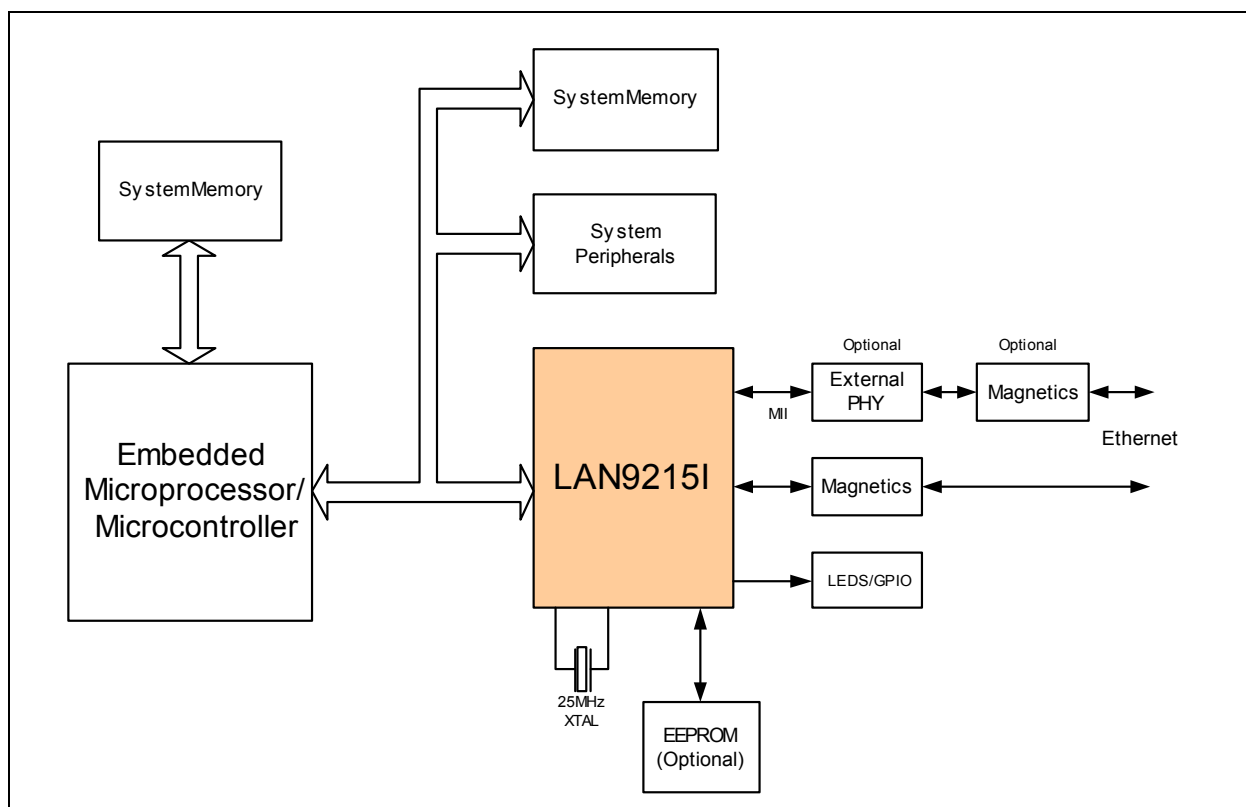 SystemMemory
SystemMemory
System
Peripherals
Embedded
Microprocessor/
Microcontroller
LAN9215I
MII
Optional
External
PHY
Optional
Magnetics
Ethernet
Magnetics
LEDS/GPIO
25MHz
XTAL
EEPROM
(Optional)